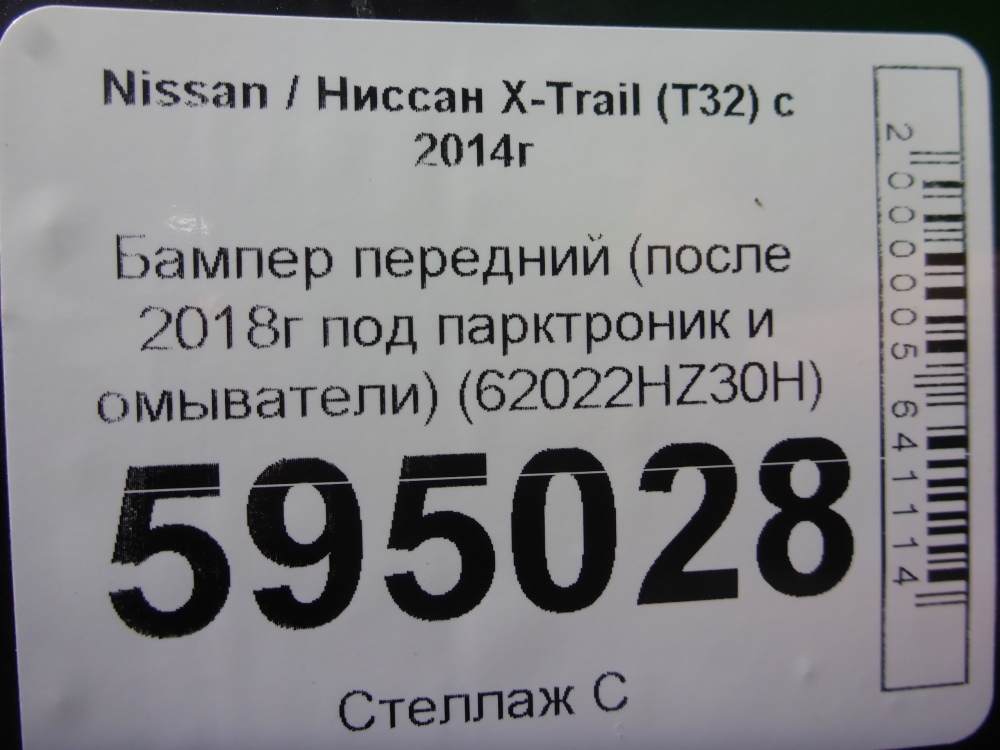 Nissan / Ниссан X-Trail (T32) с
2014г
Бампер передний (после
2018г под парктроник и
омыватели) (62022HZ30H)
595028
Стеллаж С
2000005641114